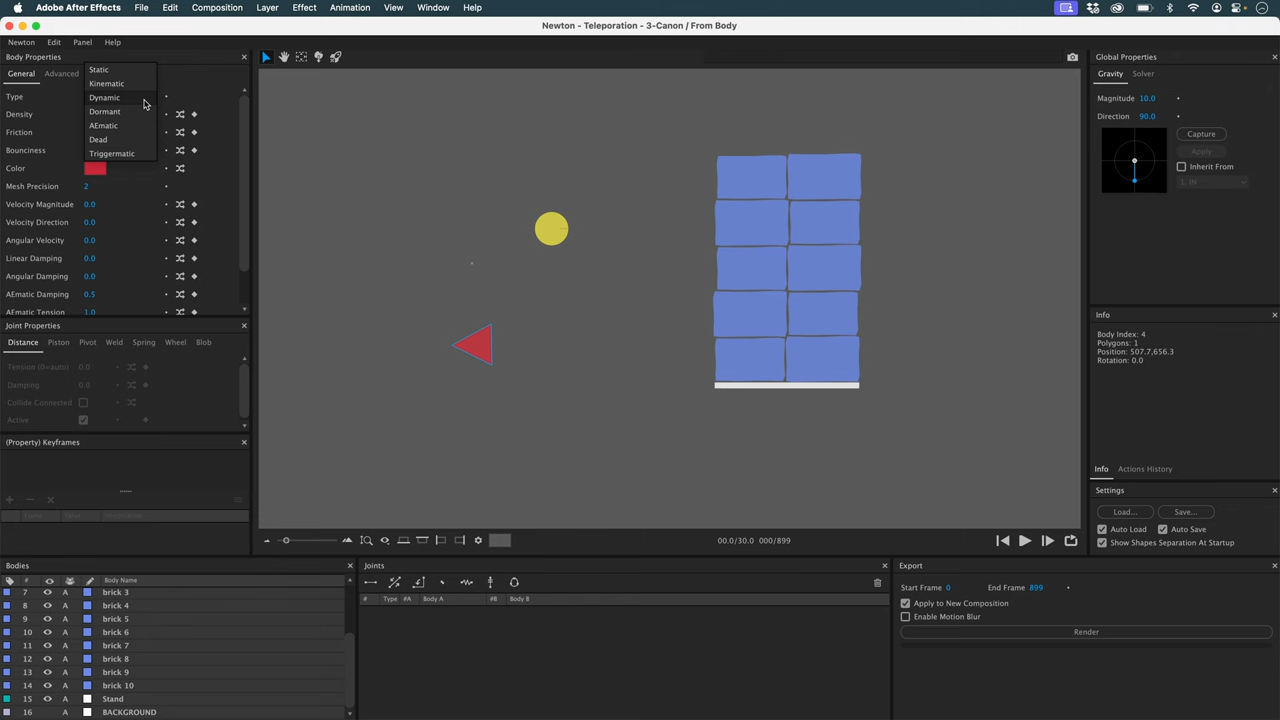 Adobe After Effects File Edit Composition Layer Effect Animation View Window Help
Newton - Teleporation - 3-Canon / From Body
Newton Edit Panel Help
Body Properties
General Advanced
Type
Static
Kinematic
Dynamic
Dormant
AEmatic
Dead
Triggermatic
Density
Friction
Bounciness
Color
Mesh Precision 2
Velocity Magnitude 0.0
Velocity Direction 0.0
Angular Velocity 0.0
Linear Damping 0.0
Angular Damping 0.0
AEmatic Damping 0.5
AEmatic Tension 1.0
Joint Properties
Distance Piston Pivot Weld Spring Wheel Blob
Tension (0=auto) 0.0
Damping 0.0
Collide Connected
Active
(Property) Keyframes
Frame Value Interpolation
00.0/30.0 000/899
Global Properties
Gravity Solver
Magnitude 10.0
Direction 90.0
Capture
Apply
Inherit From
1. IN
Info
Body Index: 4
Polygons: 1
Position: 507.7,656.3
Rotation: 0.0
Info Actions History
Settings
Load... Save...
Auto Load Auto Save
Show Shapes Separation At Startup
Bodies
# Body Name
7 A brick 3
8 A brick 4
9 A brick 5
10 A brick 6
11 A brick 7
12 A brick 8
13 A brick 9
14 A brick 10
15 A Stand
16 A BACKGROUND
Joints
# Type #A Body A #B Body B
Export
Start Frame 0 End Frame 899
Apply to New Composition
Enable Motion Blur
Render